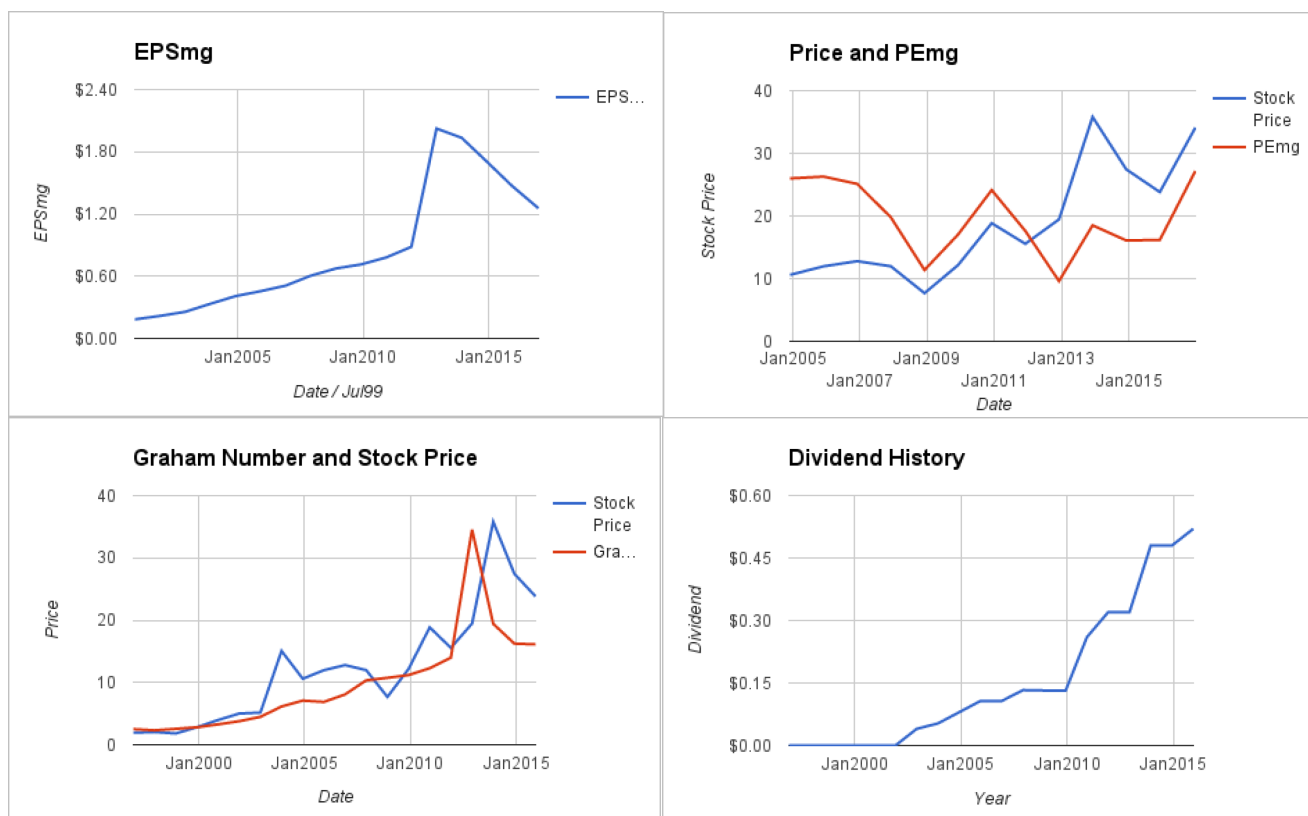 EPSmg
$2.40
$1.80
$1.20
$0.60
$0.00
EPSmg
Jan2005
Jan2010
Jan2015
Date / Jul99
EPS…
Price and PEmg
40
30
20
10
0
Stock Price
Jan2005
Jan2009
Jan2013
Jan2007
Jan2011
Jan2015
Date
Stock
Price
PEmg
Graham Number and Stock Price
40
30
20
10
0
Price
Jan2000
Jan2005
Jan2010
Jan2015
Date
Stock
Price
Gra…
Dividend History
$0.60
$0.45
$0.30
$0.15
$0.00
Dividend
Jan2000
Jan2005
Jan2010
Jan2015
Year